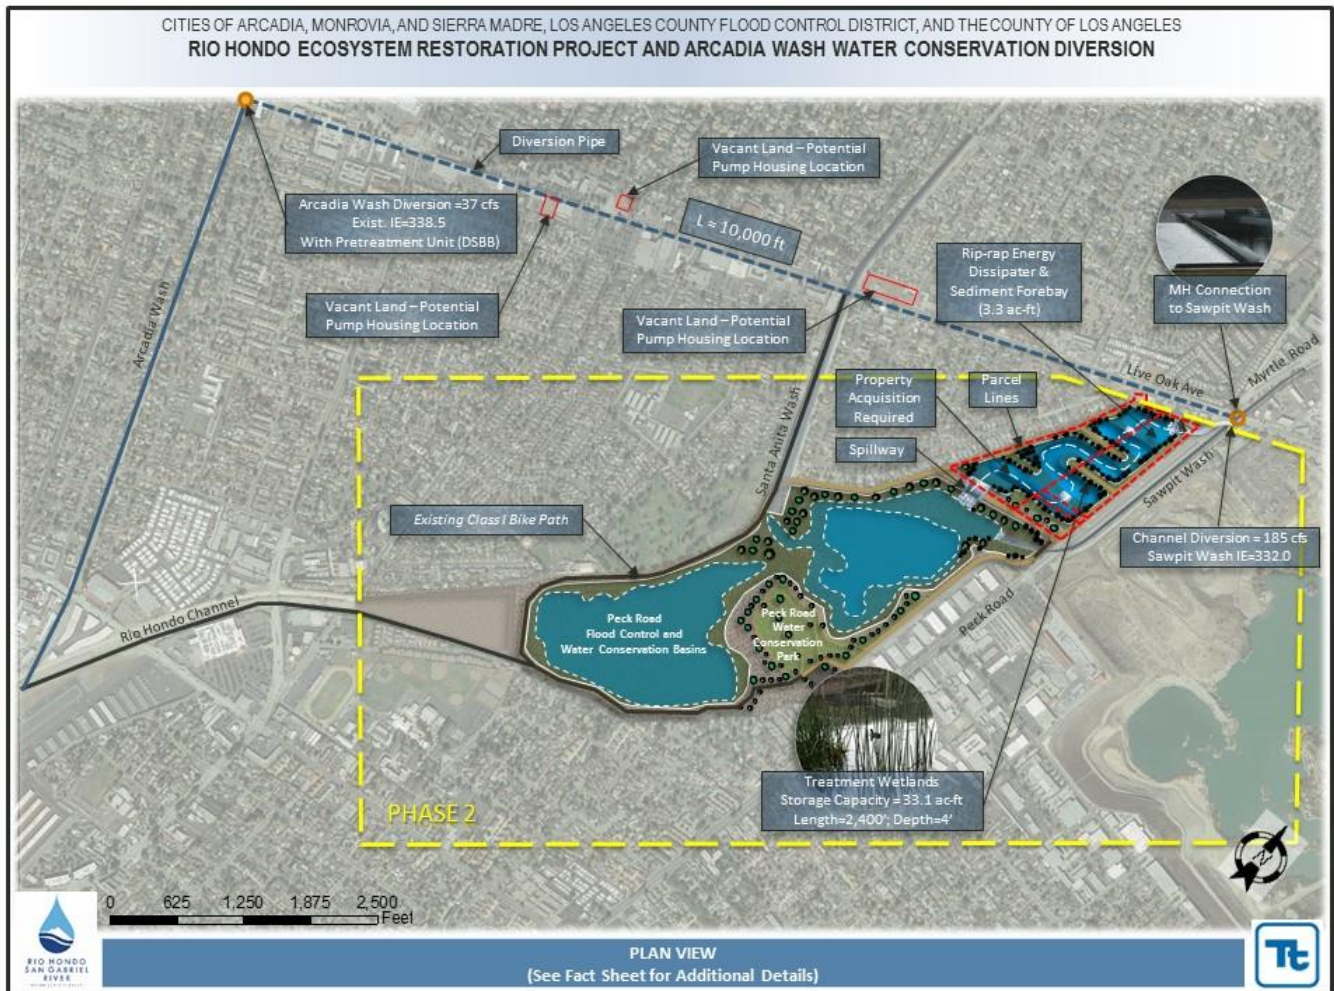 CITIES OF ARCADIA, MONROVIA, AND SIERRA MADRE, LOS ANGELES COUNTY FLOOD CONTROL DISTRICT, AND THE COUNTY OF LOS ANGELES
RIO HONDO ECOSYSTEM RESTORATION PROJECT AND ARCADIA WASH WATER CONSERVATION DIVERSION
Diversion Pipe
Vacant Land – Potential
Pump Housing Location
Arcadia Wash Diversion =37 cfs
Exist. IE=338.5
With Pretreatment Unit (DSBB)
L = 10,000 ft
Rip-rap Energy
Dissipater &
Sediment Forebay
(3.3 ac-ft)
MH Connection
to Sawpit Wash
Vacant Land – Potential
Pump Housing Location
Vacant Land – Potential
Pump Housing Location
Arcadia Wash
Myrtle Road
Live Oak Ave
Property
Acquisition
Required
Parcel
Lines
Santa Anita Wash
Spillway
Sawpit Wash
Existing Class I Bike Path
Channel Diversion = 185 cfs
Sawpit Wash IE=332.0
Rio Hondo Channel
Peck Road
Flood Control and
Water Conservation Basins
Peck Road
Water
Conservation
Park
Peck Road
Treatment Wetlands
Storage Capacity = 33.1 ac-ft
Length=2,400'; Depth=4'
PHASE 2
0 625 1,250 1,875 2,500
Feet
RIO HONDO
SAN GABRIEL
RIVER
PLAN VIEW
(See Fact Sheet for Additional Details)
Tt